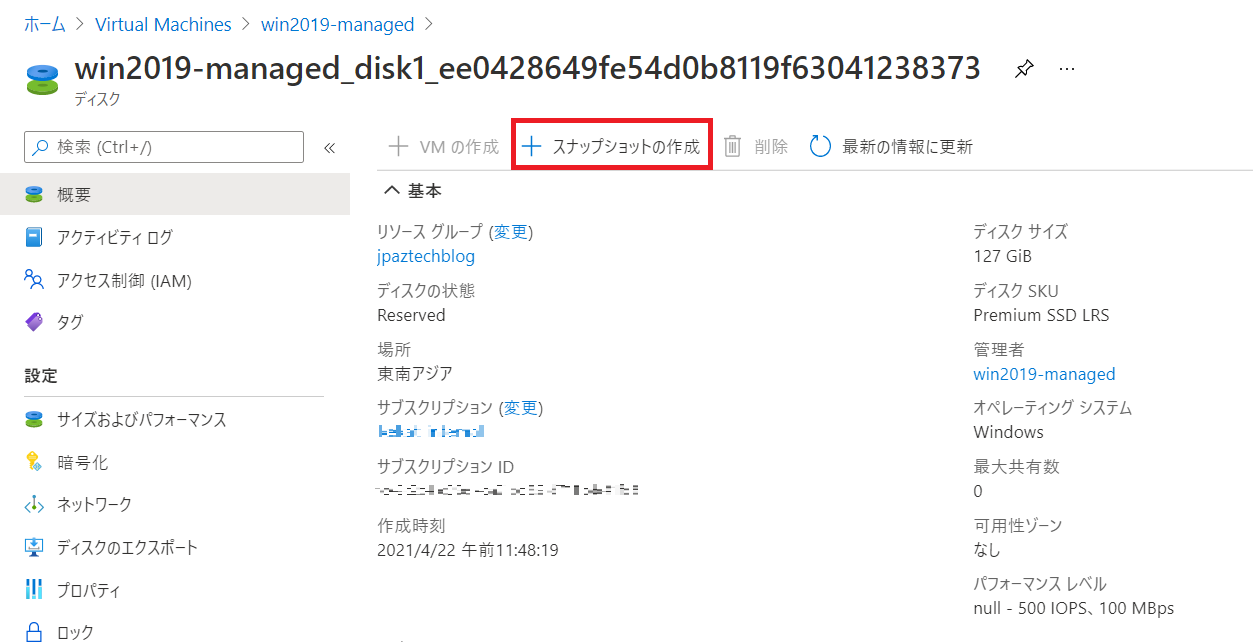 ホーム > Virtual Machines > win2019-managed >
win2019-managed_disk1_ee0428649fe54d0b8119f63041238373
ディスク
検索 (Ctrl+/)
«
VM の作成
スナップショットの作成
削除
最新の情報に更新
概要
アクティビティ ログ
アクセス制御 (IAM)
タグ
設定
サイズおよびパフォーマンス
暗号化
ネットワーク
ディスクのエクスポート
プロパティ
ロック
基本
リソース グループ (変更)
jpaztechblog
ディスクの状態
Reserved
場所
東南アジア
サブスクリプション (変更)
サブスクリプション ID
作成時刻
2021/4/22 午前11:48:19
ディスク サイズ
127 GiB
ディスク SKU
Premium SSD LRS
管理者
win2019-managed
オペレーティング システム
Windows
最大共有数
0
可用性ゾーン
なし
パフォーマンス レベル
null - 500 IOPS、100 MBps